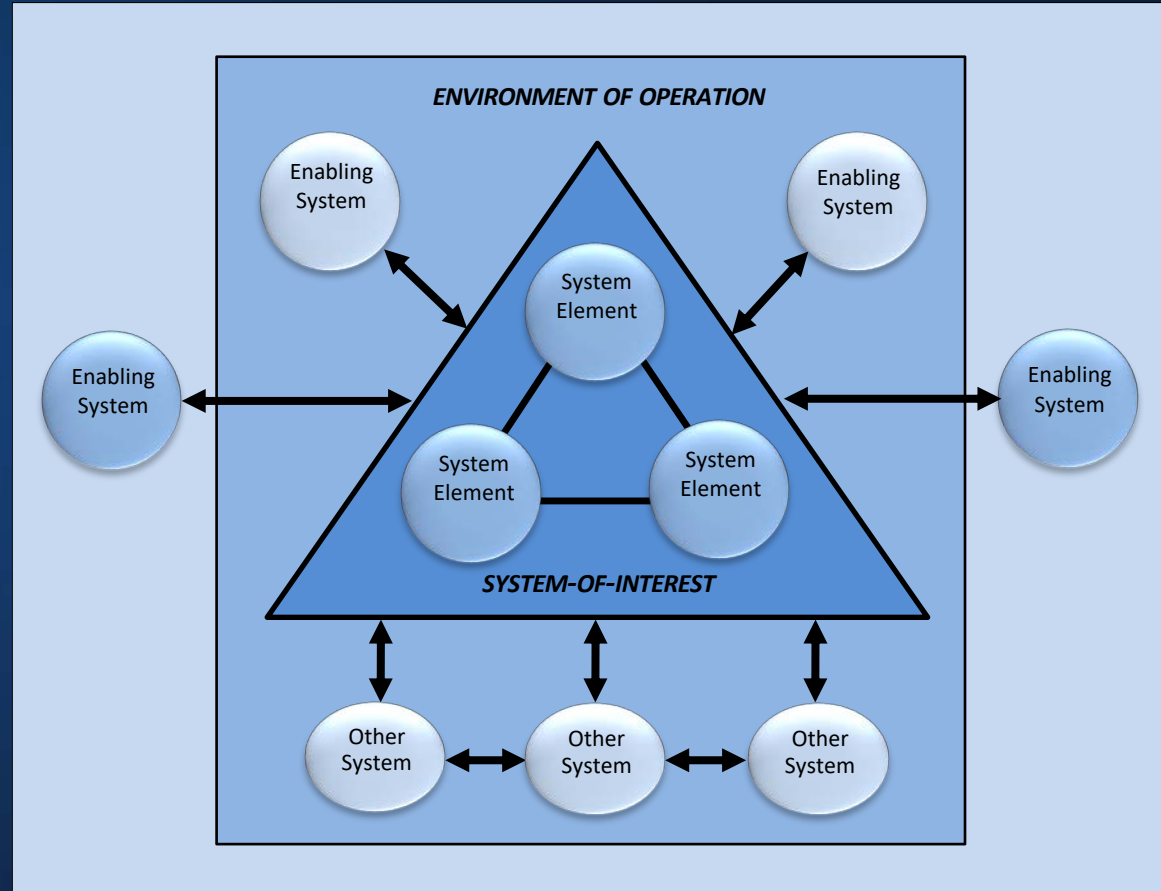 ENVIRONMENT OF OPERATION
Enabling
System
Enabling
System
System
Element
Enabling
System
Enabling
System
System
Element
System
Element
SYSTEM-OF-INTEREST
Other
System
Other
System
Other
System